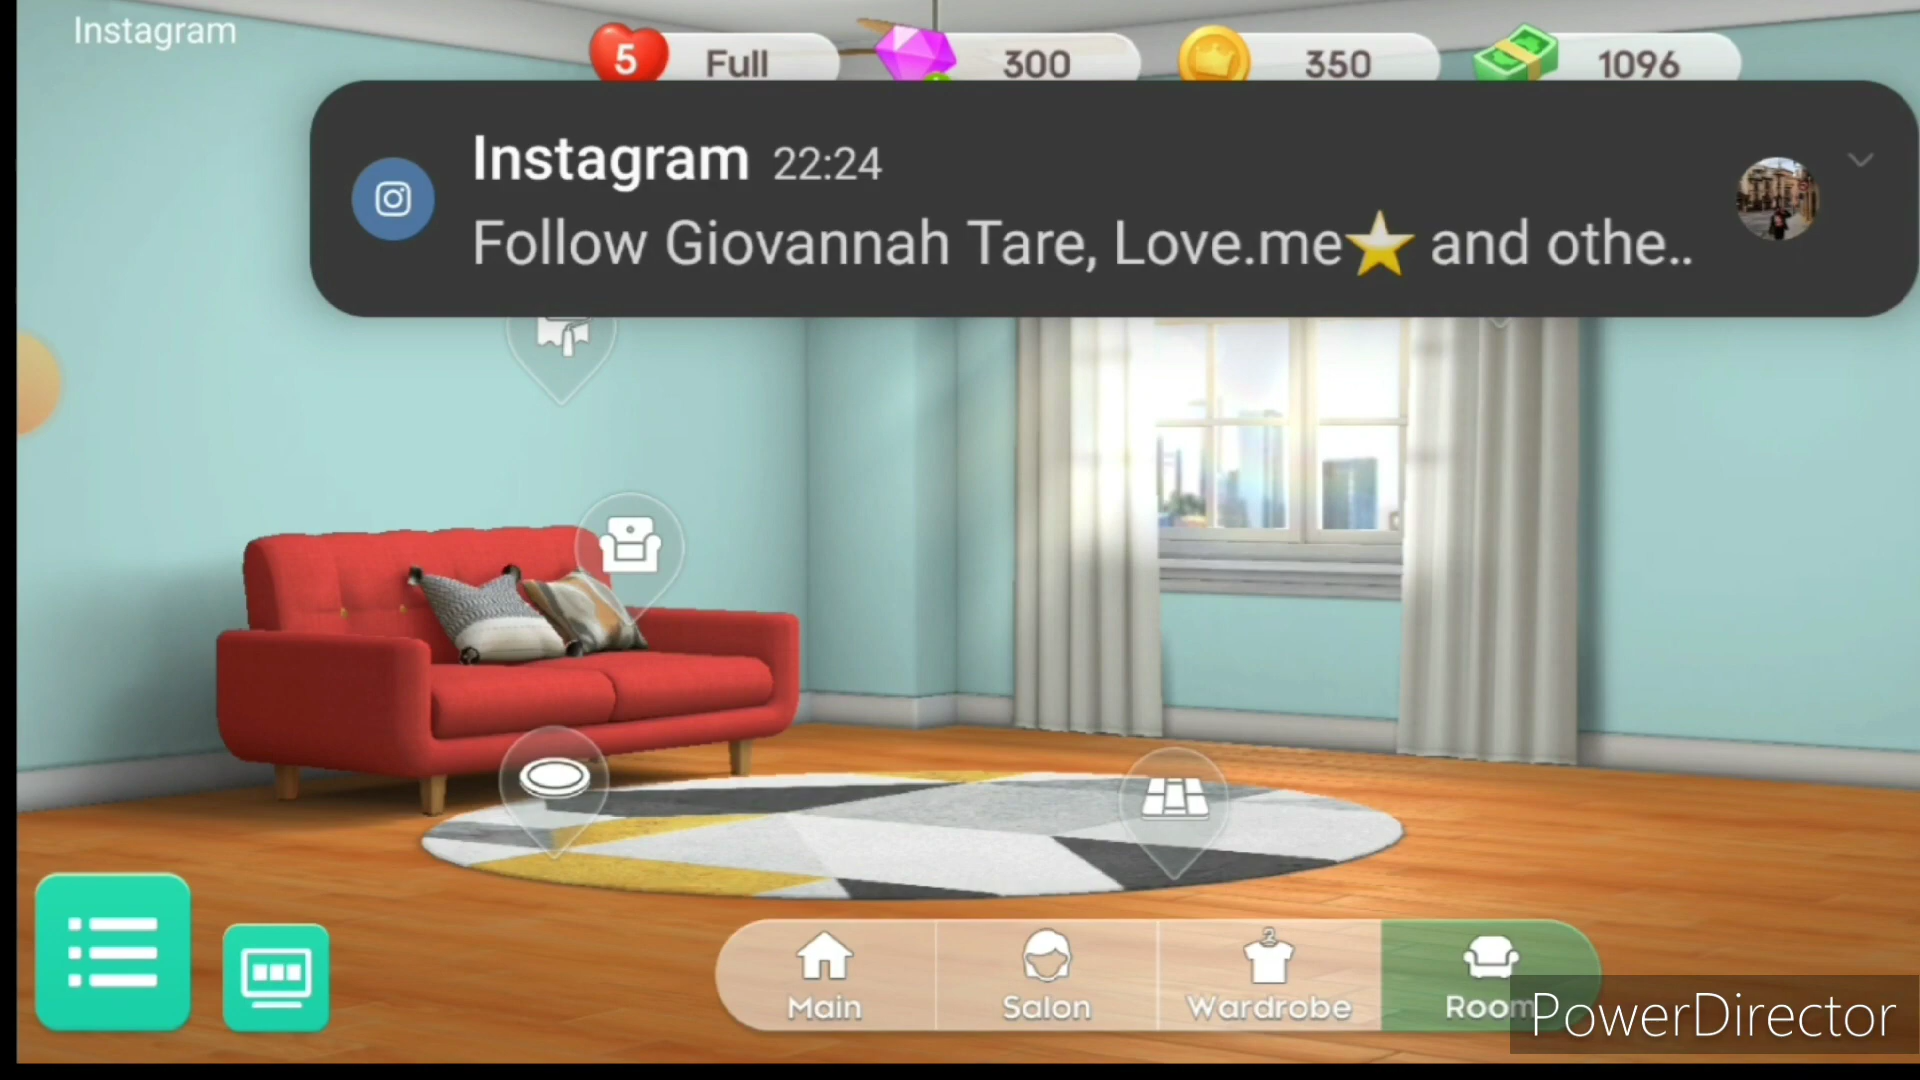 Instagram
5 Full 300 350 1096
Instagram 22:24
Follow Giovannah Tare, Love.me⭐ and othe..
Main Salon Wardrobe Room
PowerDirector